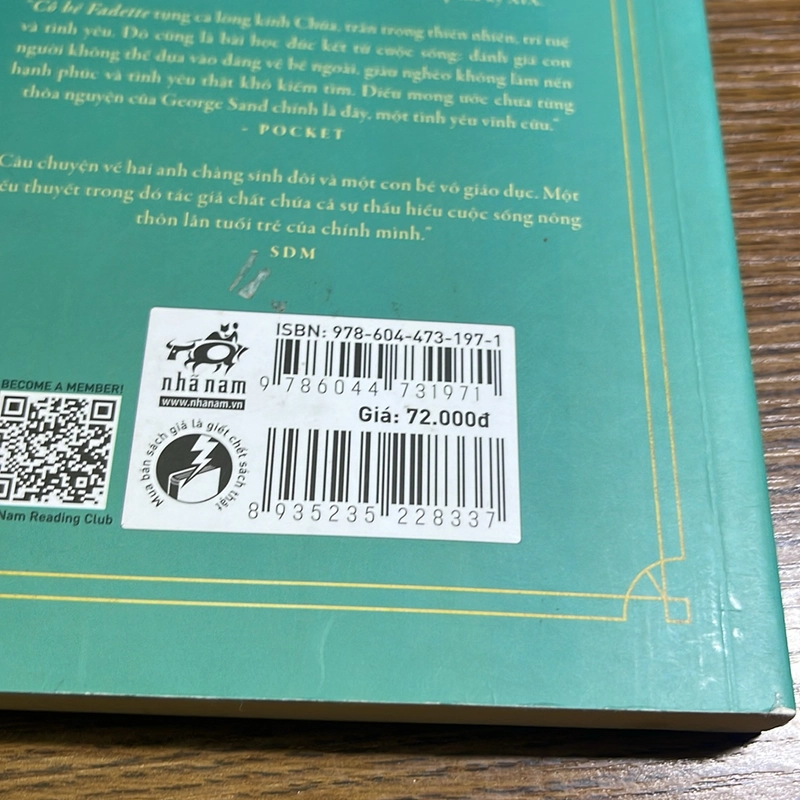 "Cô bé Fadette tụng ca lòng kính Chúa, trân trọng thiên nhiên, trí tuệ
và tình yêu. Đó cũng là bài học đúc kết từ cuộc sống: đánh giá con
người không thể dựa vào dáng vẻ bề ngoài, giàu nghèo không làm nên
hạnh phúc và tình yêu thật khó kiếm tìm. Điều mong ước chưa từng
thỏa nguyện của George Sand chính là đây, một tình yêu vĩnh cửu."
- POCKET
Câu chuyện về hai anh chàng sinh đôi và một con bé vô giáo dục. Một
thuyết trong đó tác giả chất chứa cả sự thấu hiểu cuộc sống nông
thôn lẫn tuổi trẻ của chính mình."
- SDM
BECOME A MEMBER!
Nam Reading Club
nhã nam
www.nhanam.vn
Mua bán sách giả là giết chết sách thật
ISBN: 978-604-473-197-1
9 786044 731971
Giá: 72.000đ
8 935235 228337